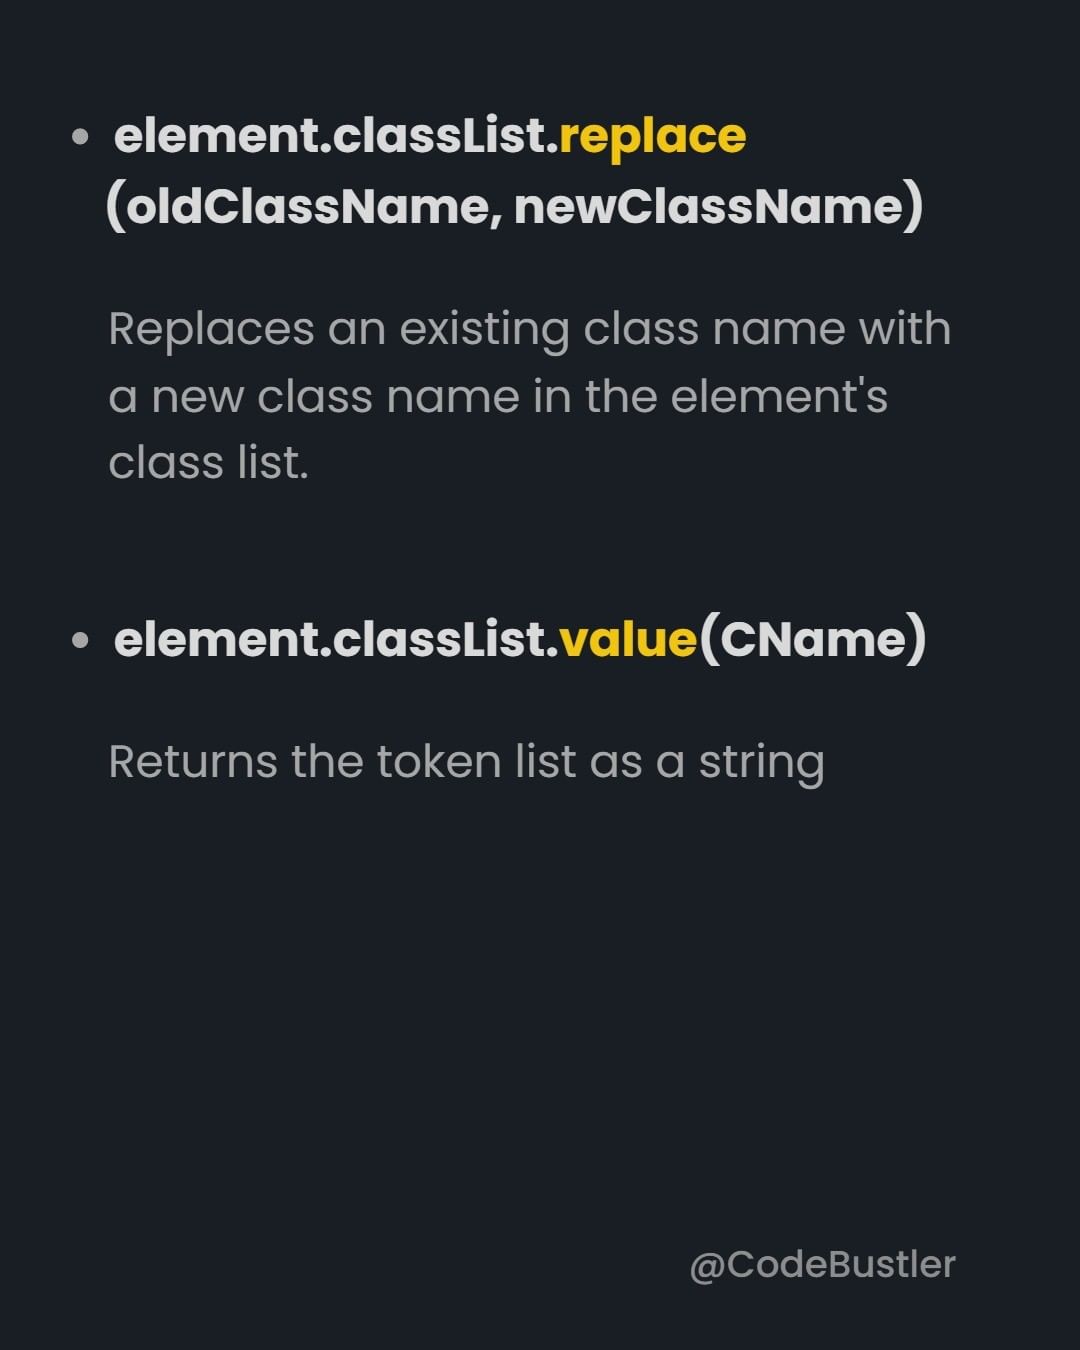 • element.classList.replace
(oldClassName, newClassName)
Replaces an existing class name with
a new class name in the element's
class list.
• element.classList.value(CName)
Returns the token list as a string
@CodeBustler